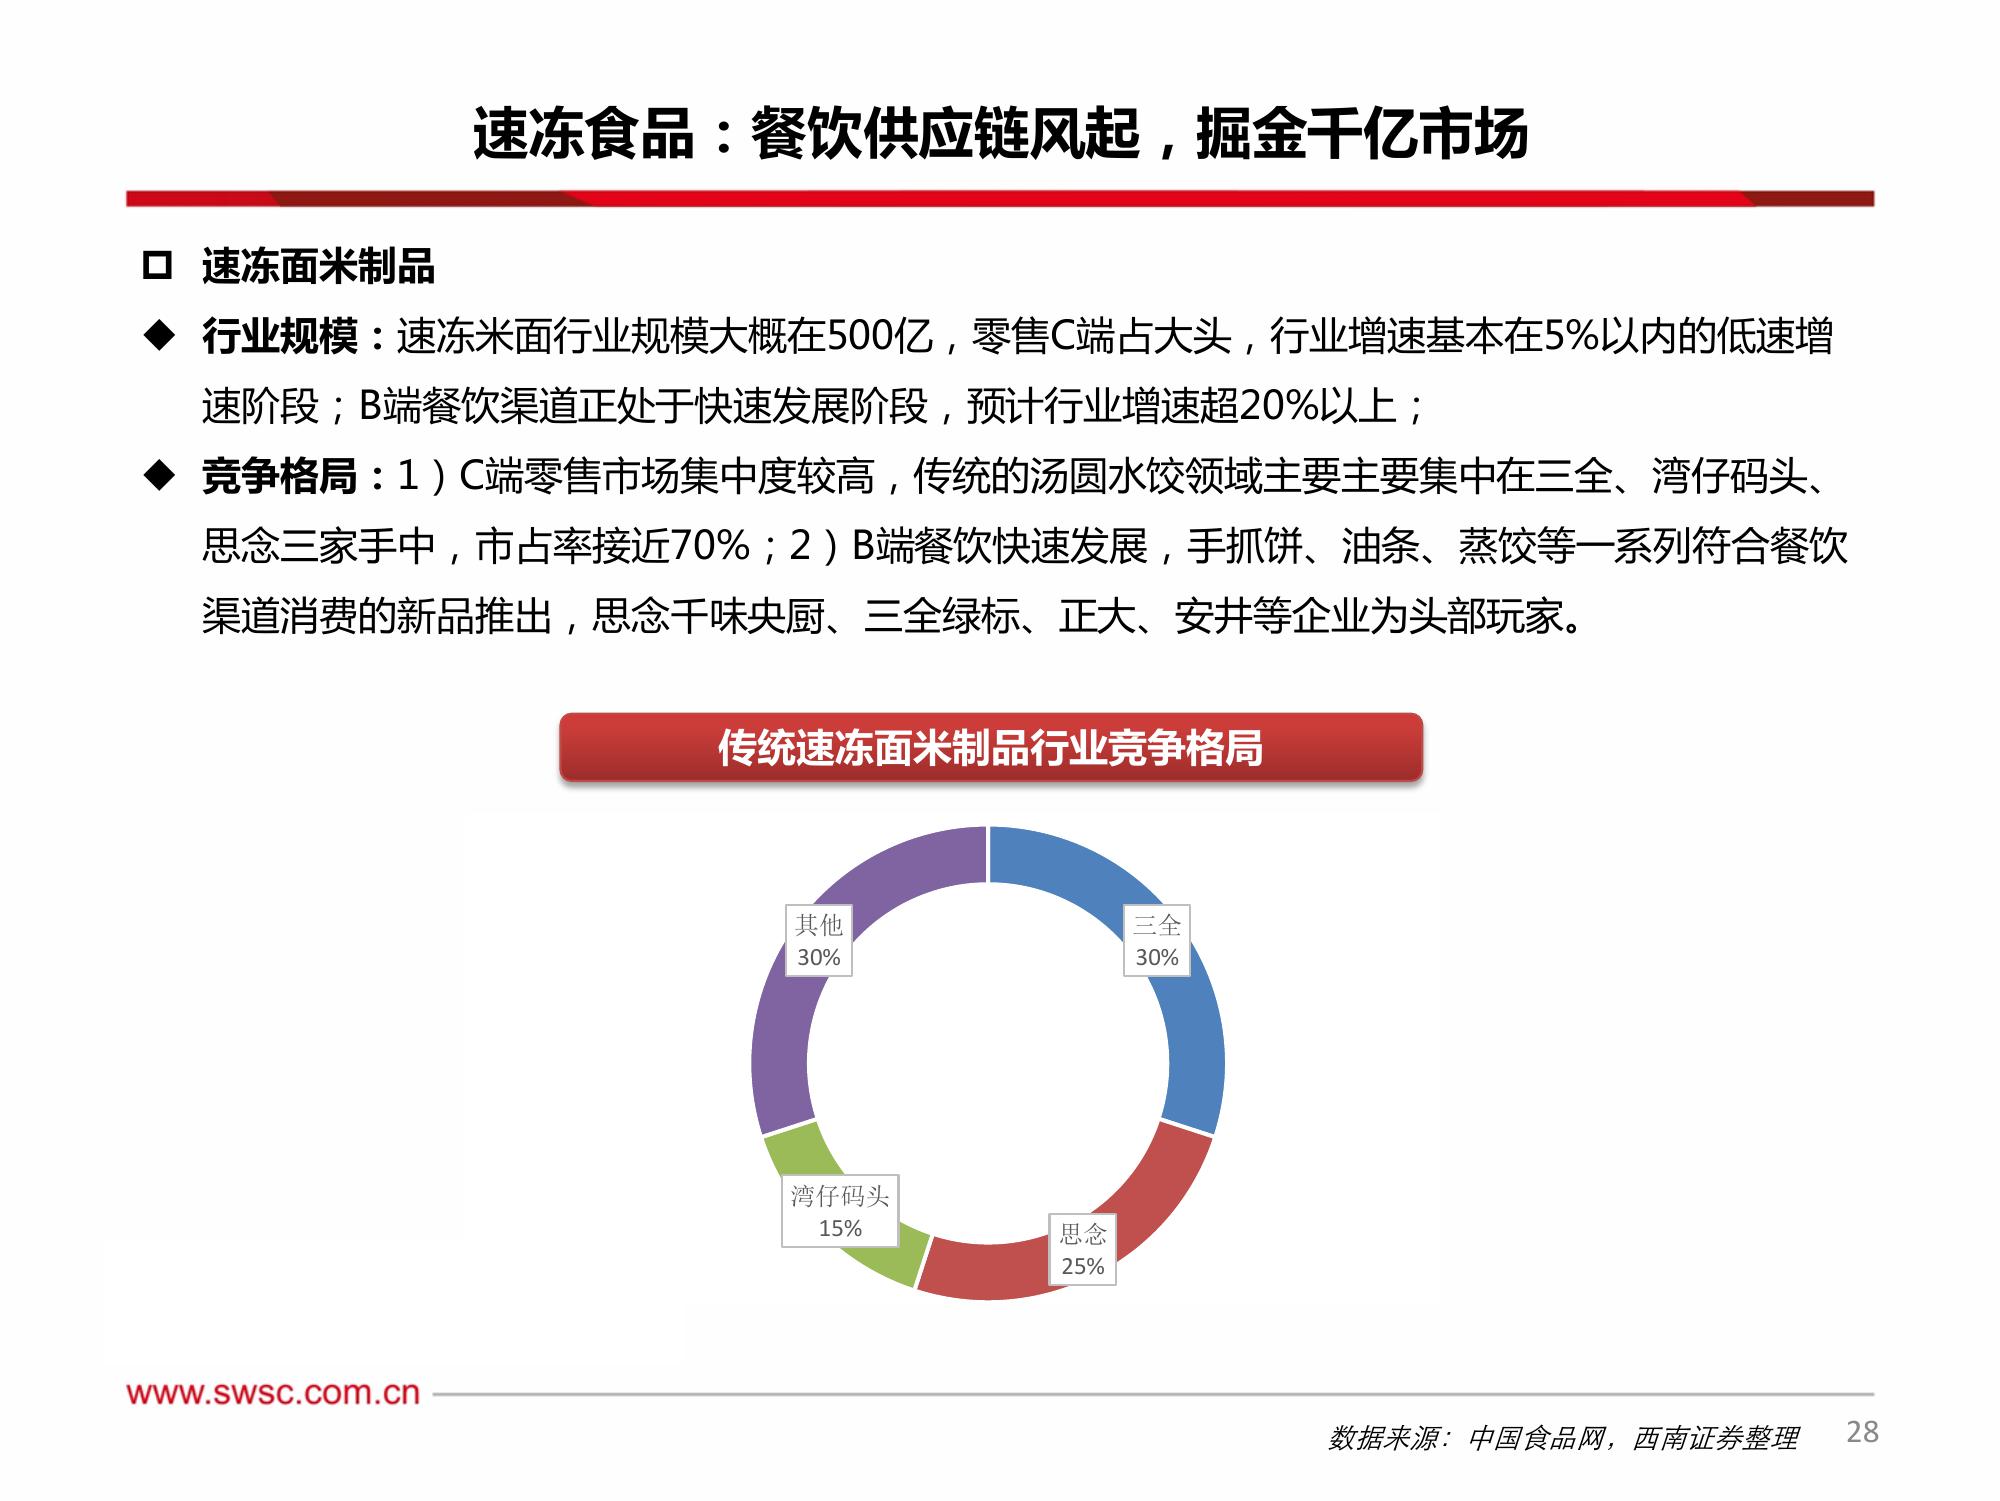 速冻食品：餐饮供应链风起，掘金千亿市场
速冻面米制品
行业规模：速冻米面行业规模大概在500亿，零售C端占大头，行业增速基本在5%以内的低速增
速阶段；B端餐饮渠道正处于快速发展阶段，预计行业增速超20%以上；
竞争格局：1）C端零售市场集中度较高，传统的汤圆水饺领域主要主要集中在三全、湾仔码头、
思念三家手中，市占率接近70%；2）B端餐饮快速发展，手抓饼、油条、蒸饺等一系列符合餐饮
渠道消费的新品推出，思念千味央厨、三全绿标、正大、安井等企业为头部玩家。
传统速冻面米制品行业竞争格局
其他
30%
三全
30%
湾仔码头
15%
思念
25%
www.swsc.com.cn
数据来源：中国食品网，西南证券整理
28